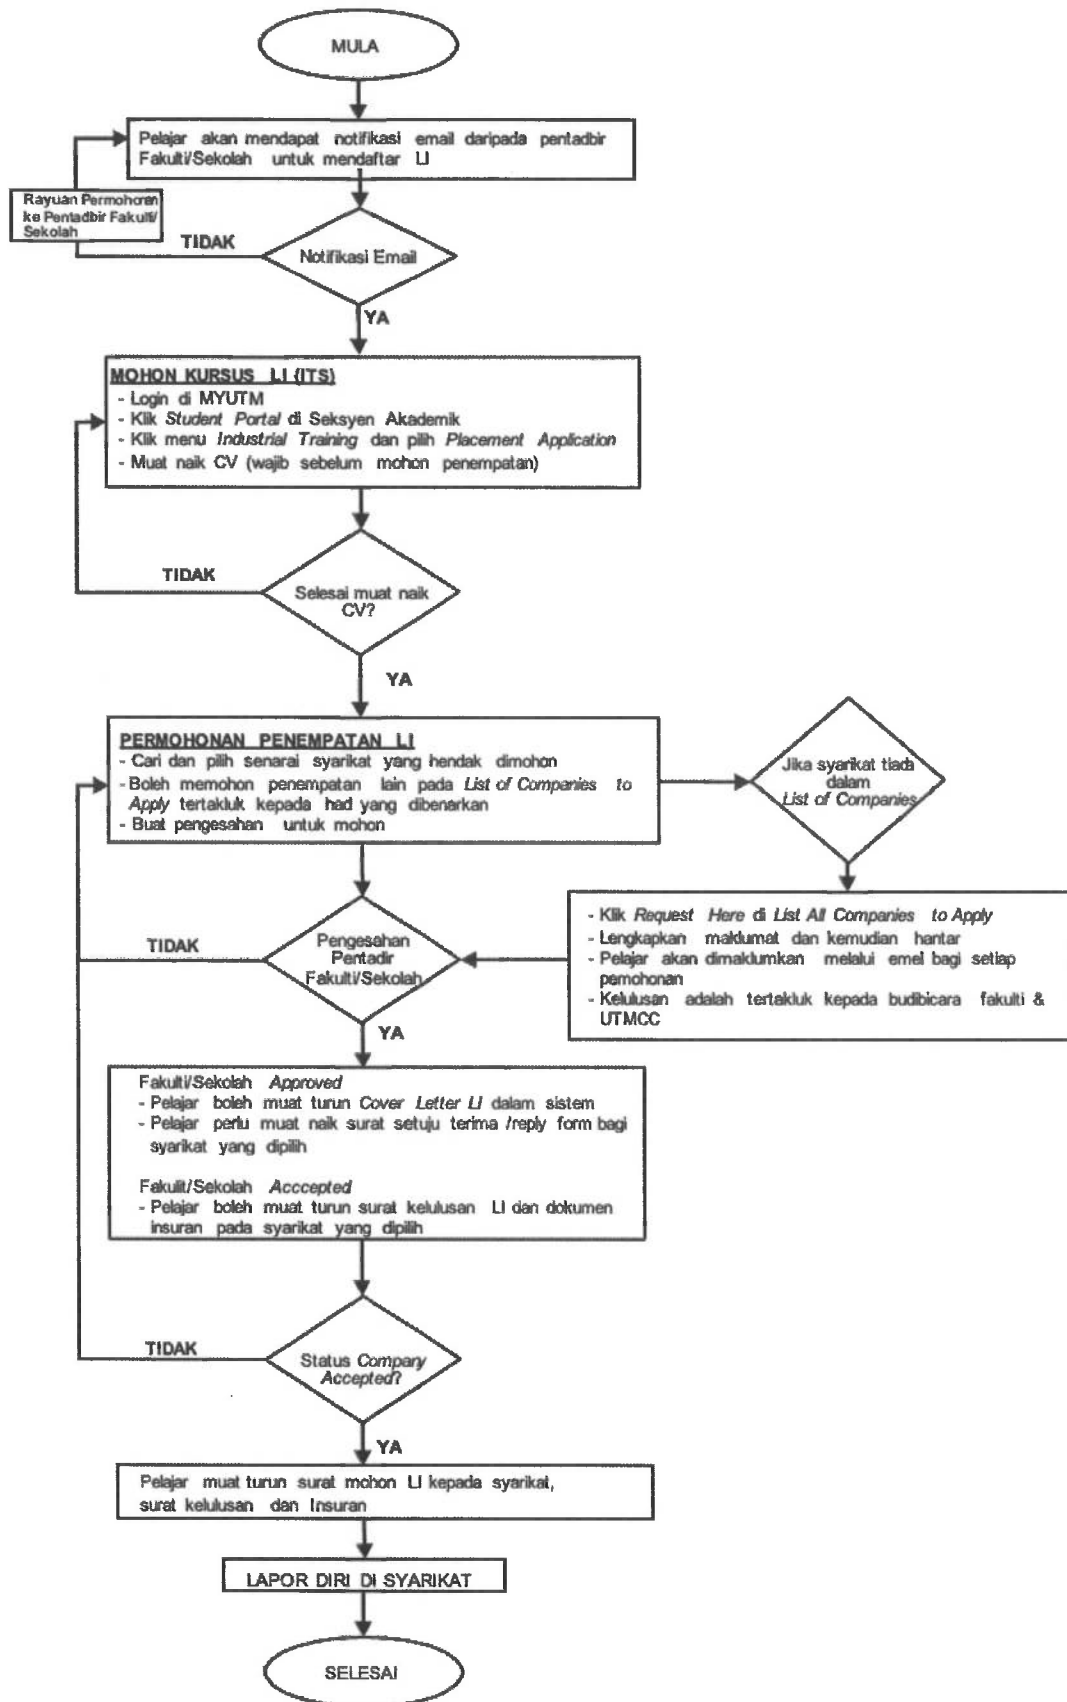 MULA
Pelajar akan mendapat notifikasi email daripada pentadbir
Fakulti/Sekolah untuk mendaftar LI
Rayuan Permohonan
ke Pentadbir Fakulti/
Sekolah
TIDAK
Notifikasi Email
YA
MOHON KURSUS LI (ITS)
- Login di MYUTM
- Klik Student Portal di Seksyen Akademik
- Klik menu Industrial Training dan pilih Placement Application
- Muat naik CV (wajib sebelum mohon penempatan)
TIDAK
Selesai muat naik
CV?
YA
PERMOHONAN PENEMPATAN LI
- Cari dan pilih senarai syarikat yang hendak dimohon
- Boleh memohon penempatan lain pada List of Companies to
Apply tertakluk kepada had yang dibenarkan
- Buat pengesahan untuk mohon
Jika syarikat tiada
dalam
List of Companies
TIDAK
Pengesahan
Pentadir
Fakulti/Sekolah
- Klik Request Here di List All Companies to Apply
- Lengkapkan maklumat dan kemudian hantar
- Pelajar akan dimaklumkan melalui emel bagi setiap
pemohonan
- Kelulusan adalah tertakluk kepada budibicara fakulti &
UTMCC
YA
Fakulti/Sekolah Approved
- Pelajar boleh muat turun Cover Letter LI dalam sistem
- Pelajar perlu muat naik surat setuju terima /reply form bagi
syarikat yang dipilih
Fakulit/Sekolah Acccepted
- Pelajar boleh muat turun surat kelulusan LI dan dokumen
insuran pada syarikat yang dipilih
TIDAK
Status Company
Accepted?
YA
Pelajar muat turun surat mohon LI kepada syarikat,
surat kelulusan dan Insuran
LAPOR DIRI DI SYARIKAT
SELESAI